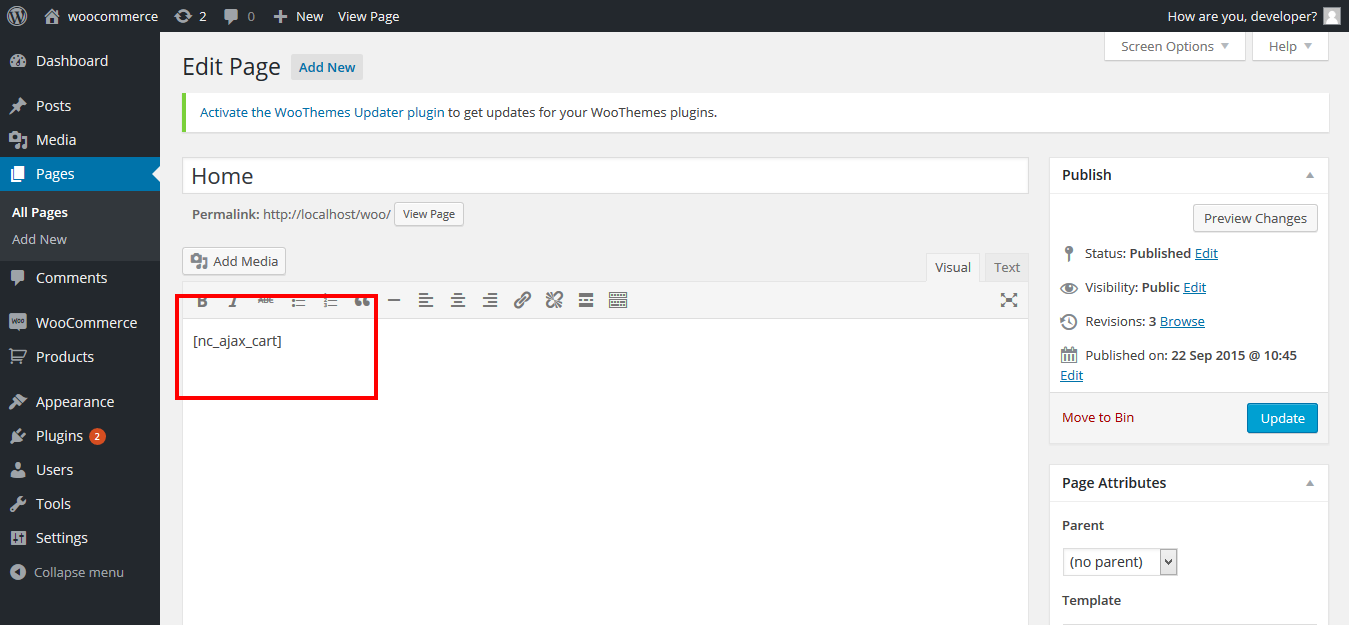 woocommerce 2 0 New View Page How are you, developer?
Screen Options Help
Dashboard
Posts
Media
Pages
All Pages
Add New
Comments
WooCommerce
Products
Appearance
Plugins 2
Users
Tools
Settings
Collapse menu
Edit Page Add New
Activate the WooThemes Updater plugin to get updates for your WooThemes plugins.
Home
Permalink: http://localhost/woo/ View Page
Add Media
Visual Text
B I ABC
[nc_ajax_cart]
Publish
Preview Changes
Status: Published Edit
Visibility: Public Edit
Revisions: 3 Browse
Published on: 22 Sep 2015 @ 10:45
Edit
Move to Bin Update
Page Attributes
Parent
(no parent)
Template